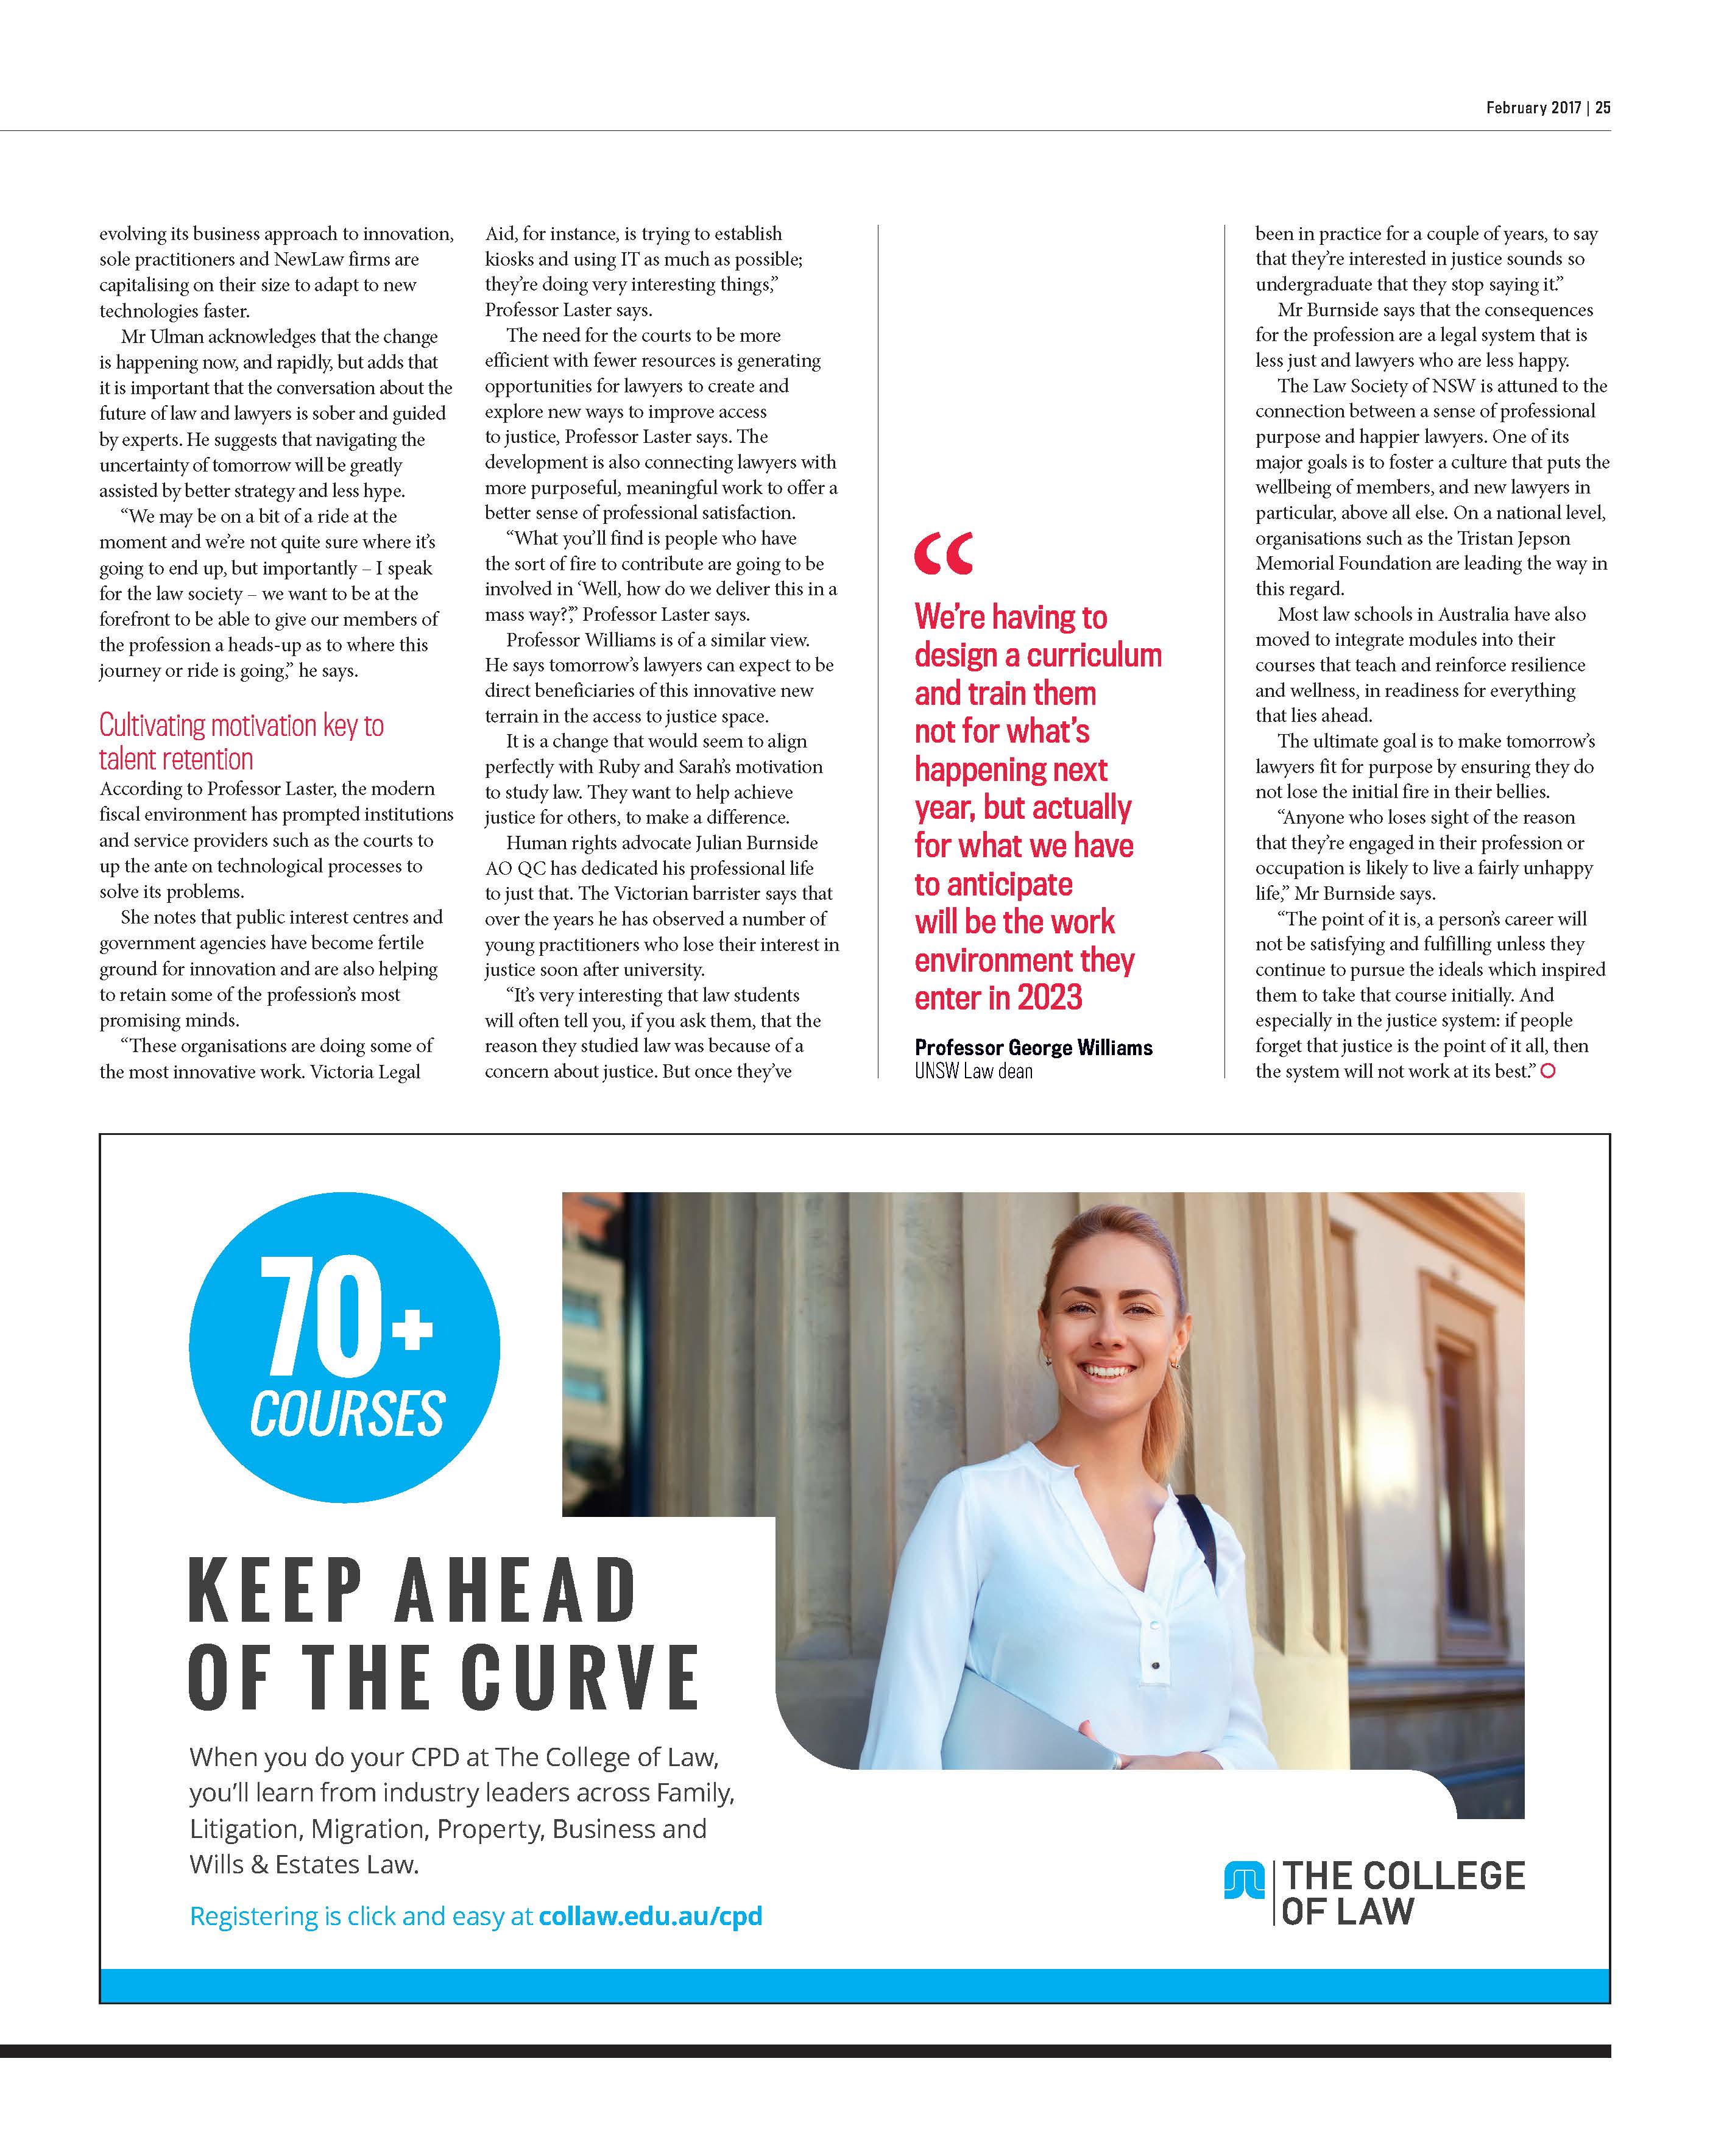 February 2017 | 25
evolving its business approach to innovation,
sole practitioners and NewLaw firms are
capitalising on their size to adapt to new
technologies faster.
Mr Ulman acknowledges that the change
is happening now, and rapidly, but adds that
it is important that the conversation about the
future of law and lawyers is sober and guided
by experts. He suggests that navigating the
uncertainty of tomorrow will be greatly
assisted by better strategy and less hype.
“We may be on a bit of a ride at the
moment and we’re not quite sure where it’s
going to end up, but importantly – I speak
for the law society – we want to be at the
forefront to be able to give our members of
the profession a heads-up as to where this
journey or ride is going,” he says.
Cultivating motivation key to
talent retention
According to Professor Laster, the modern
fiscal environment has prompted institutions
and service providers such as the courts to
up the ante on technological processes to
solve its problems.
She notes that public interest centres and
government agencies have become fertile
ground for innovation and are also helping
to retain some of the profession’s most
promising minds.
“These organisations are doing some of
the most innovative work. Victoria Legal
Aid, for instance, is trying to establish
kiosks and using IT as much as possible;
they’re doing very interesting things,”
Professor Laster says.
The need for the courts to be more
efficient with fewer resources is generating
opportunities for lawyers to create and
explore new ways to improve access
to justice, Professor Laster says. The
development is also connecting lawyers with
more purposeful, meaningful work to offer a
better sense of professional satisfaction.
“What you’ll find is people who have
the sort of fire to contribute are going to be
involved in ‘Well, how do we deliver this in a
mass way?’,” Professor Laster says.
Professor Williams is of a similar view.
He says tomorrow’s lawyers can expect to be
direct beneficiaries of this innovative new
terrain in the access to justice space.
It is a change that would seem to align
perfectly with Ruby and Sarah’s motivation
to study law. They want to help achieve
justice for others, to make a difference.
Human rights advocate Julian Burnside
AO QC has dedicated his professional life
to just that. The Victorian barrister says that
over the years he has observed a number of
young practitioners who lose their interest in
justice soon after university.
“It’s very interesting that law students
will often tell you, if you ask them, that the
reason they studied law was because of a
concern about justice. But once they’ve
“
We’re having to
design a curriculum
and train them
not for what’s
happening next
year, but actually
for what we have
to anticipate
will be the work
environment they
enter in 2023
Professor George Williams
UNSW Law dean
been in practice for a couple of years, to say
that they’re interested in justice sounds so
undergraduate that they stop saying it.”
Mr Burnside says that the consequences
for the profession are a legal system that is
less just and lawyers who are less happy.
The Law Society of NSW is attuned to the
connection between a sense of professional
purpose and happier lawyers. One of its
major goals is to foster a culture that puts the
wellbeing of members, and new lawyers in
particular, above all else. On a national level,
organisations such as the Tristan Jepson
Memorial Foundation are leading the way in
this regard.
Most law schools in Australia have also
moved to integrate modules into their
courses that teach and reinforce resilience
and wellness, in readiness for everything
that lies ahead.
The ultimate goal is to make tomorrow’s
lawyers fit for purpose by ensuring they do
not lose the initial fire in their bellies.
“Anyone who loses sight of the reason
that they’re engaged in their profession or
occupation is likely to live a fairly unhappy
life,” Mr Burnside says.
“The point of it is, a person’s career will
not be satisfying and fulfilling unless they
continue to pursue the ideals which inspired
them to take that course initially. And
especially in the justice system: if people
forget that justice is the point of it all, then
the system will not work at its best.”
70+
COURSES
KEEP AHEAD
OF THE CURVE
When you do your CPD at The College of Law,
you’ll learn from industry leaders across Family,
Litigation, Migration, Property, Business and
Wills & Estates Law.
Registering is click and easy at collaw.edu.au/cpd
THE COLLEGE
OF LAW